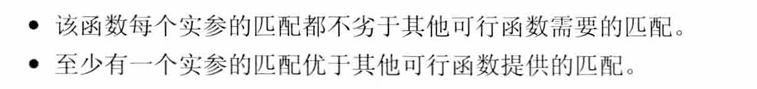 • 该函数每个实参的匹配都不劣于其他可行函数需要的匹配。
• 至少有一个实参的匹配优于其他可行函数提供的匹配。